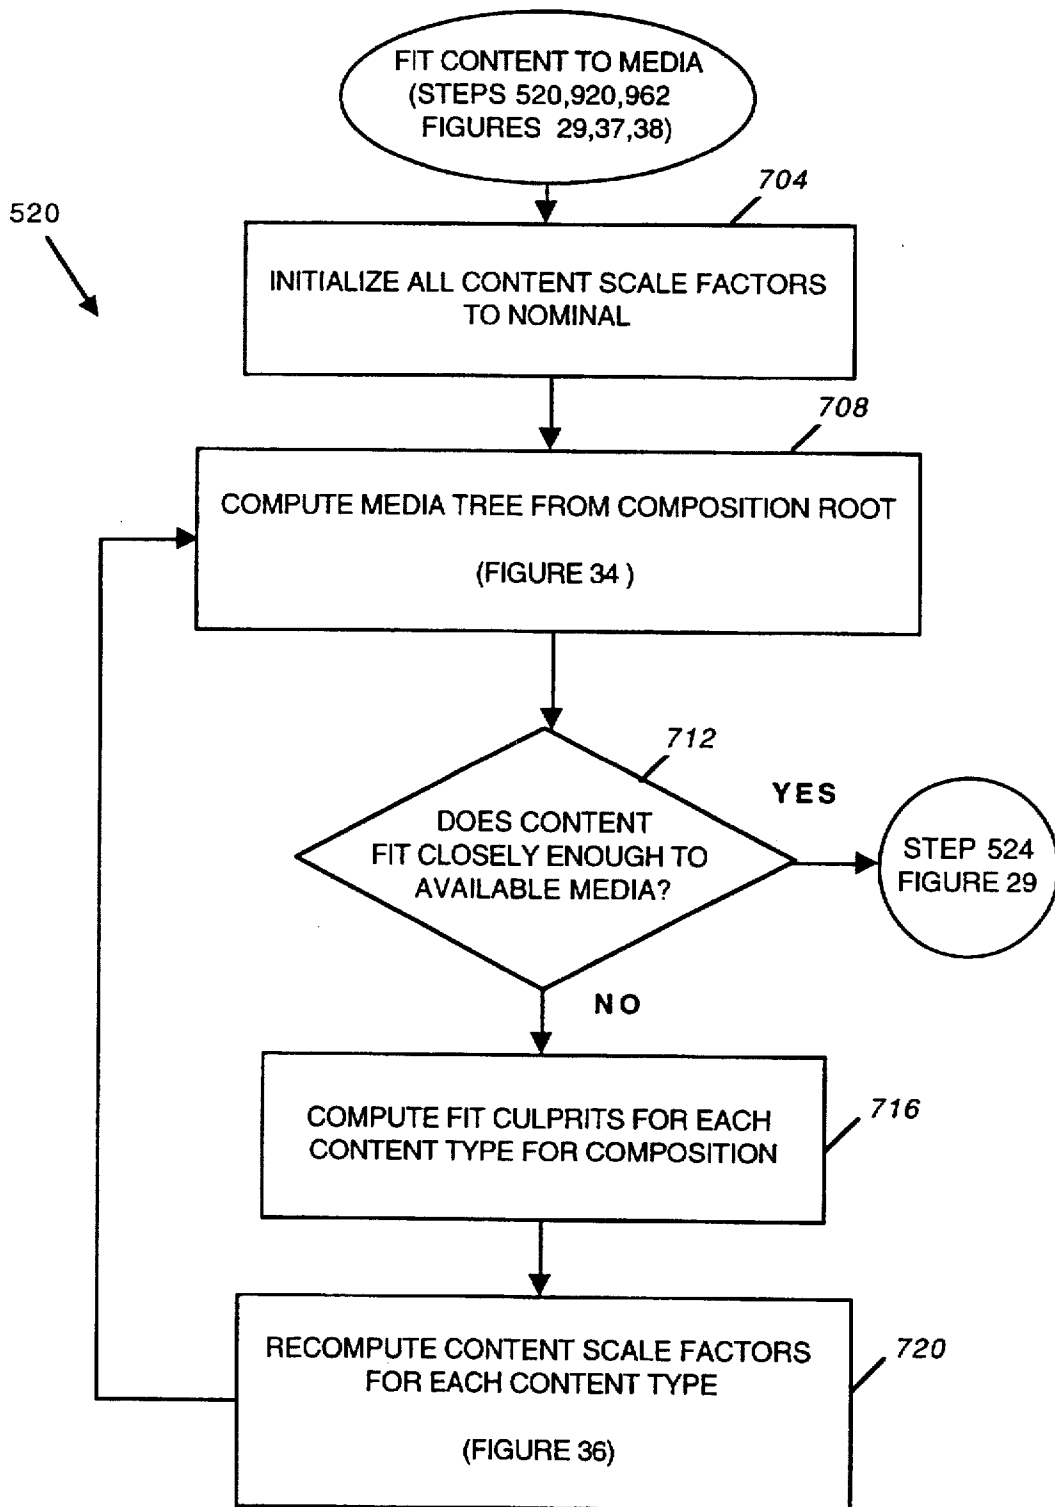 FIT CONTENT TO MEDIA
(STEPS 520,920,962
FIGURES 29,37,38)
704
520
INITIALIZE ALL CONTENT SCALE FACTORS
TO NOMINAL
708
COMPUTE MEDIA TREE FROM COMPOSITION ROOT
(FIGURE 34 )
712
YES
DOES CONTENT
FIT CLOSELY ENOUGH TO
AVAILABLE MEDIA?
STEP 524
FIGURE 29
NO
COMPUTE FIT CULPRITS FOR EACH
CONTENT TYPE FOR COMPOSITION
716
RECOMPUTE CONTENT SCALE FACTORS
FOR EACH CONTENT TYPE
720
(FIGURE 36)